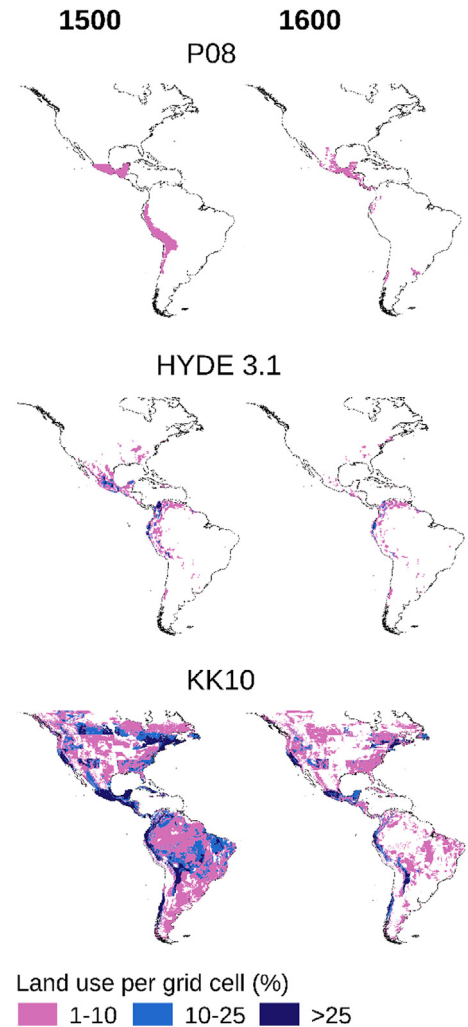 1500 1600
P08
HYDE 3.1
KK10
Land use per grid cell (%)
1-10 10-25 >25